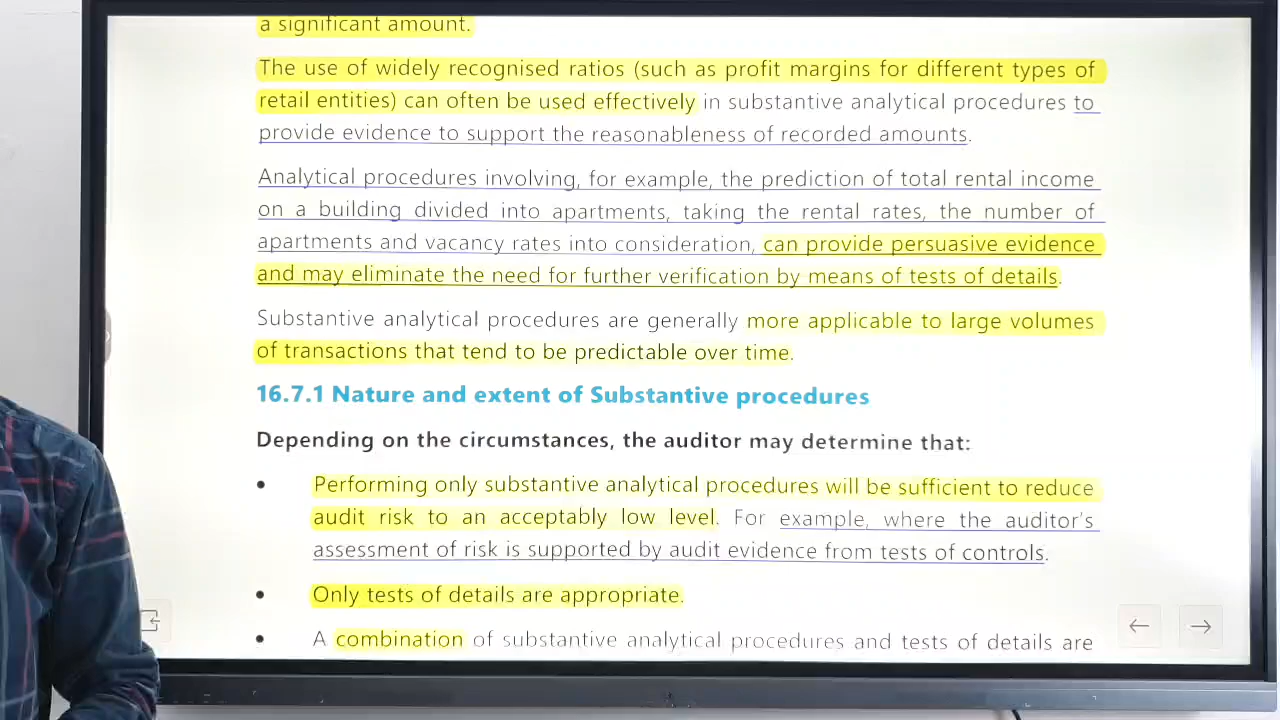 a significant amount.
The use of widely recognised ratios (such as profit margins for different types of
retail entities) can often be used effectively in substantive analytical procedures to
provide evidence to support the reasonableness of recorded amounts.
Analytical procedures involving, for example, the prediction of total rental income
on a building divided into apartments, taking the rental rates, the number of
apartments and vacancy rates into consideration, can provide persuasive evidence
and may eliminate the need for further verification by means of tests of details.
Substantive analytical procedures are generally more applicable to large volumes
of transactions that tend to be predictable over time.
16.7.1 Nature and extent of Substantive procedures
Depending on the circumstances, the auditor may determine that:
• Performing only substantive analytical procedures will be sufficient to reduce
audit risk to an acceptably low level. For example, where the auditor's
assessment of risk is supported by audit evidence from tests of controls.
• Only tests of details are appropriate.
• A combination of substantive analytical procedures and tests of details are